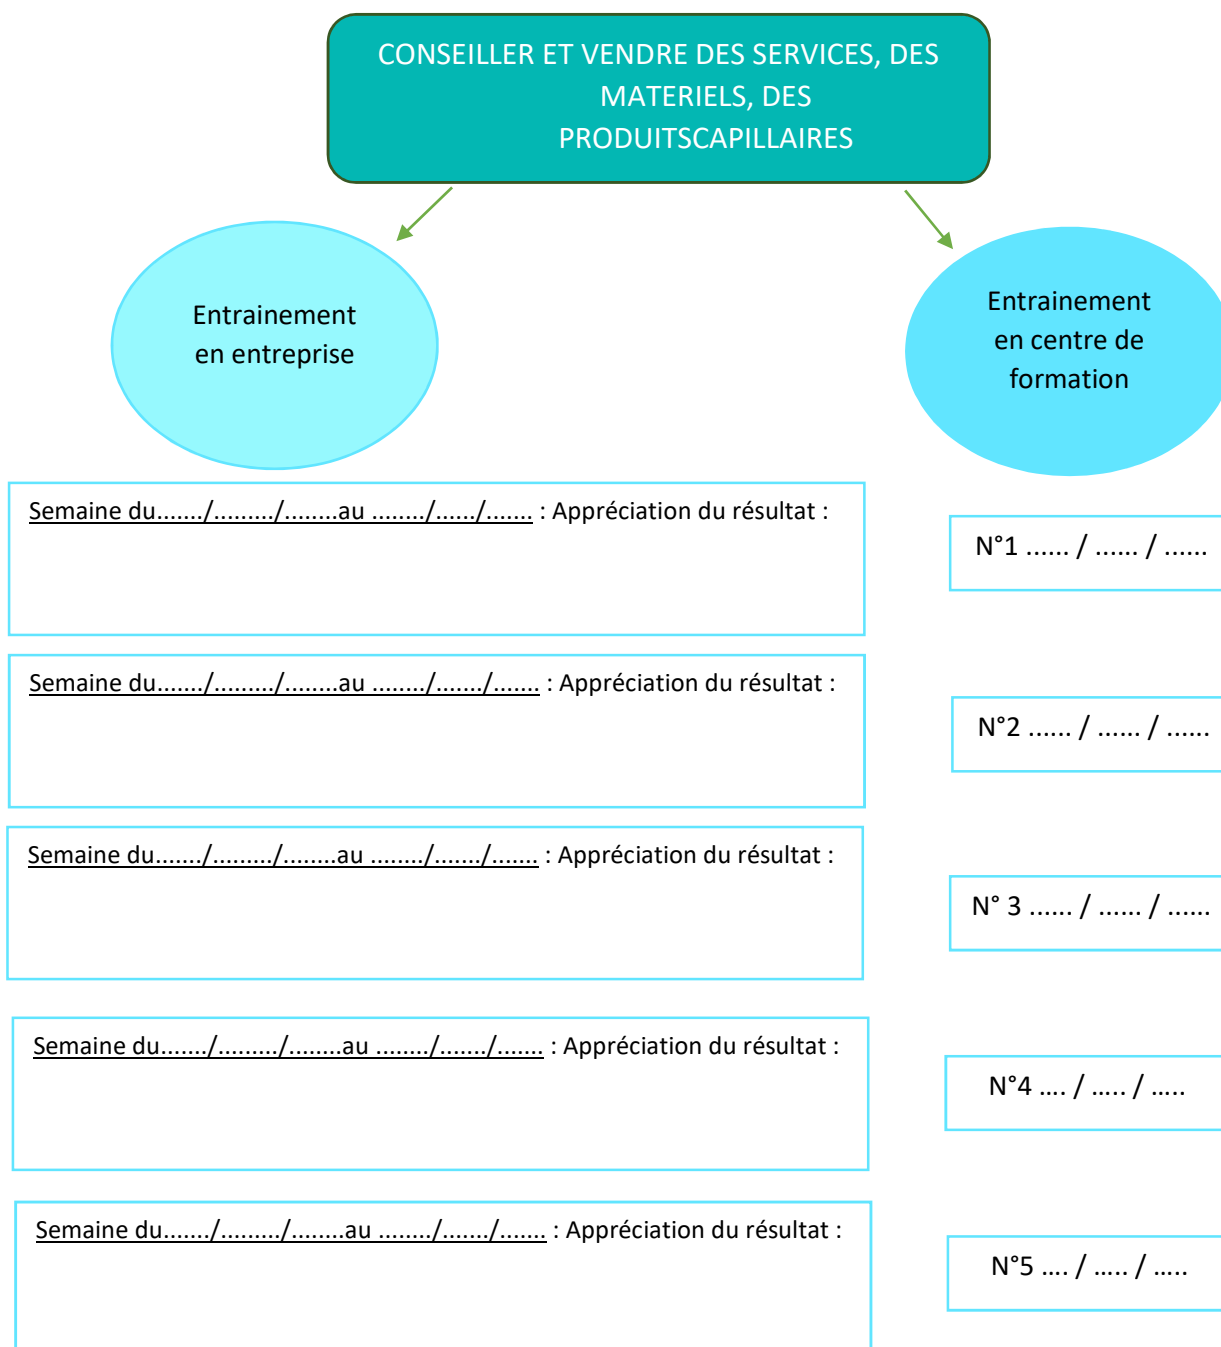 CONSEILLER ET VENDRE DES SERVICES, DES
MATERIELS, DES
PRODUITSCAPILLAIRES
Entrainement
en entreprise
Entrainement
en centre de
formation
Semaine du......./........./........au ......../....../....... : Appréciation du résultat :
N°1 ...... / ...... / ......
Semaine du......./........./........au ......../......./....... : Appréciation du résultat :
N°2 ...... / ...... / ......
Semaine du......./........./........au ......../......./....... : Appréciation du résultat :
N° 3 ...... / ...... / ......
Semaine du......./........./........au ......../......./....... : Appréciation du résultat :
N°4 .... / ..... / .....
Semaine du......./........./........au ......../......./....... : Appréciation du résultat :
N°5 .... / ..... / .....